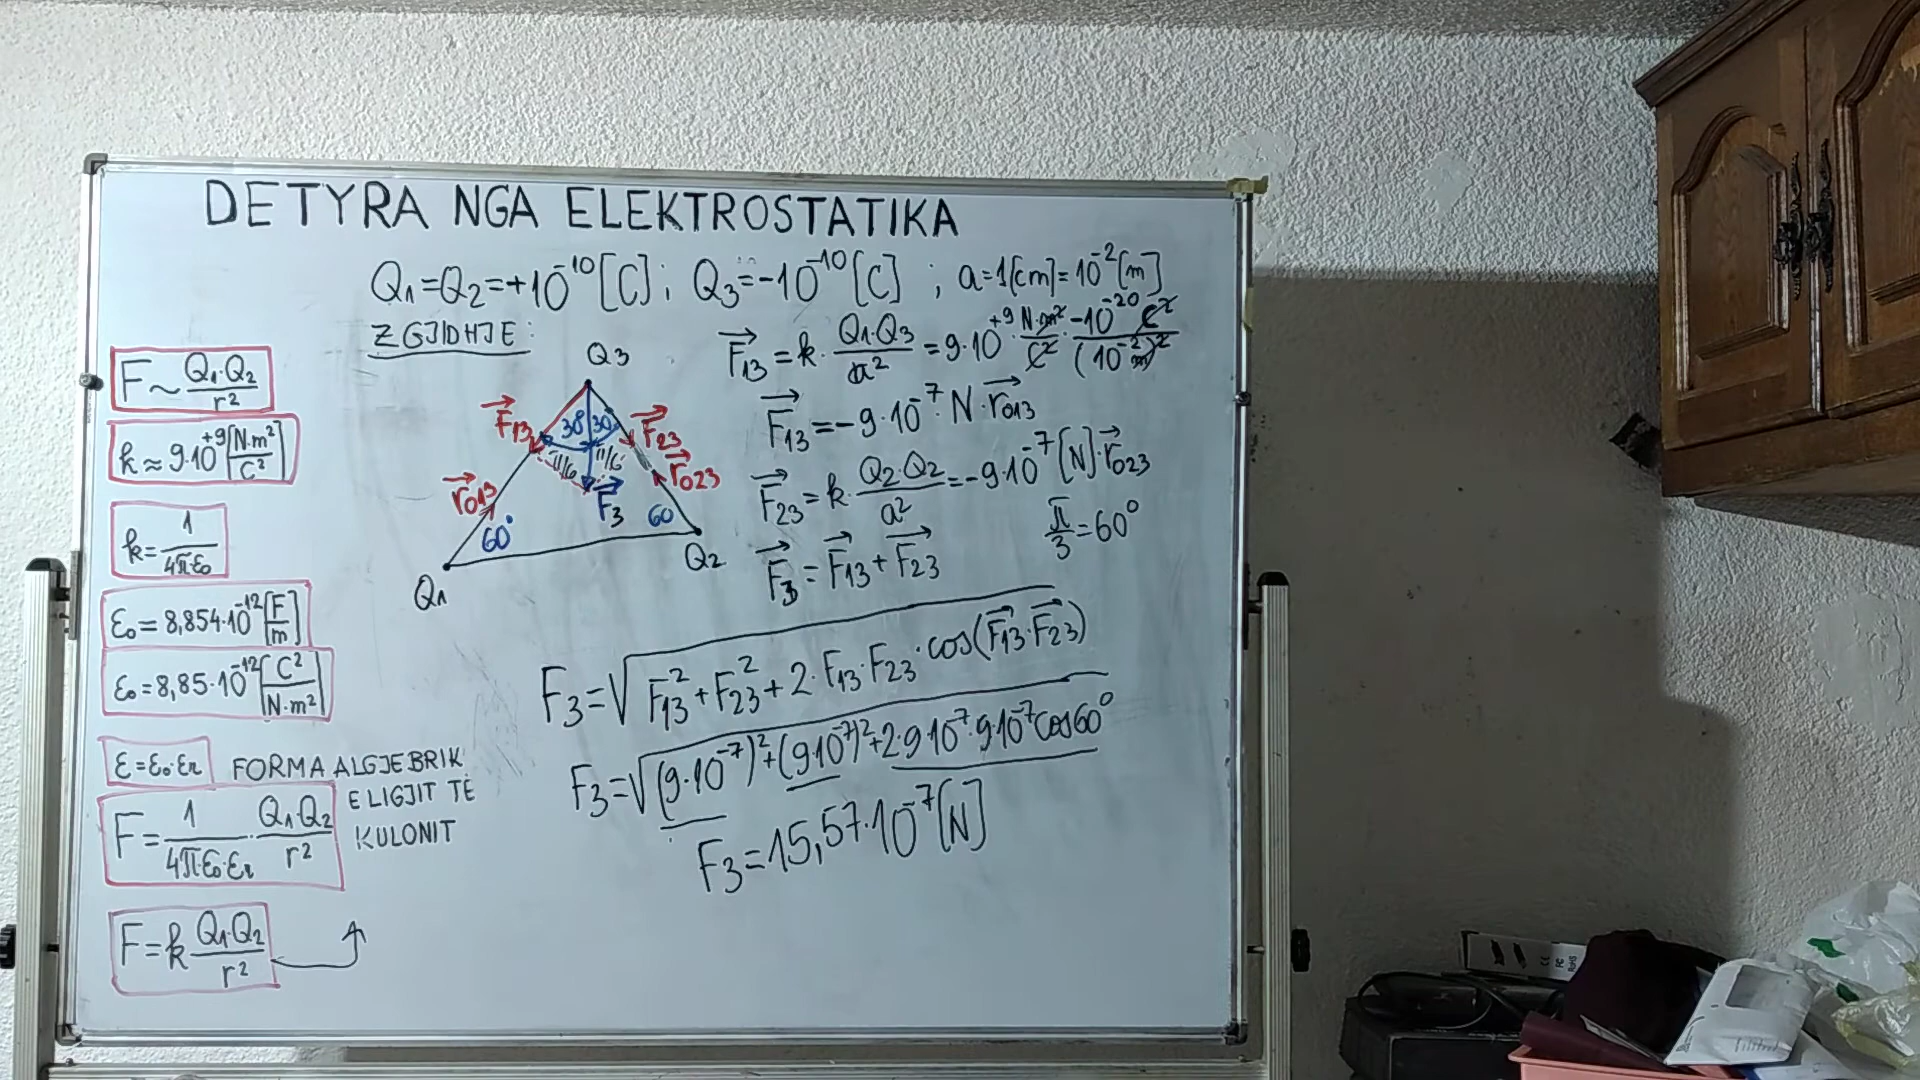 DETYRA NGA ELEKTROSTATIKA
Q1=Q2=+10^-10 [C]; Q3=-10^-10 [C] ; a=1[cm]=10^-2[m]
ZGJIDHJE:
F ~ Q1·Q2/r²
k ≈ 9·10^+9 [N·m²/C²]
k = 1/4π·ε0
ε0 = 8,854·10^-12 [F/m]
ε0 = 8,85·10^-12 [C²/N·m²]
ε = ε0·εr
FORMA ALGJEBRIK
E LIGJIT TË
KULONIT
F = 1/4π·ε0·εr · Q1·Q2/r²
F = k Q1·Q2/r²
Q3
F13 30° 30° F23
π/6 π/6
r013 F3 r023
60° 60
Q1 Q2
F13 = k · Q1·Q3/a² = 9·10^+9 N·m²/C² · -10^-20 C²/(10^-2 m)²
F13 = -9·10^-7 · N · r013
F23 = k · Q2·Q2/a² = -9·10^-7 [N]·r023
F3 = F13 + F23
π/3 = 60°
F3 = √F13² + F23² + 2·F13·F23·cos(F13·F23)
F3 = √(9·10^-7)² + (9·10^-7)² + 2·9·10^-7·9·10^-7 cos60°
F3 = 15,57·10^-7 [N]